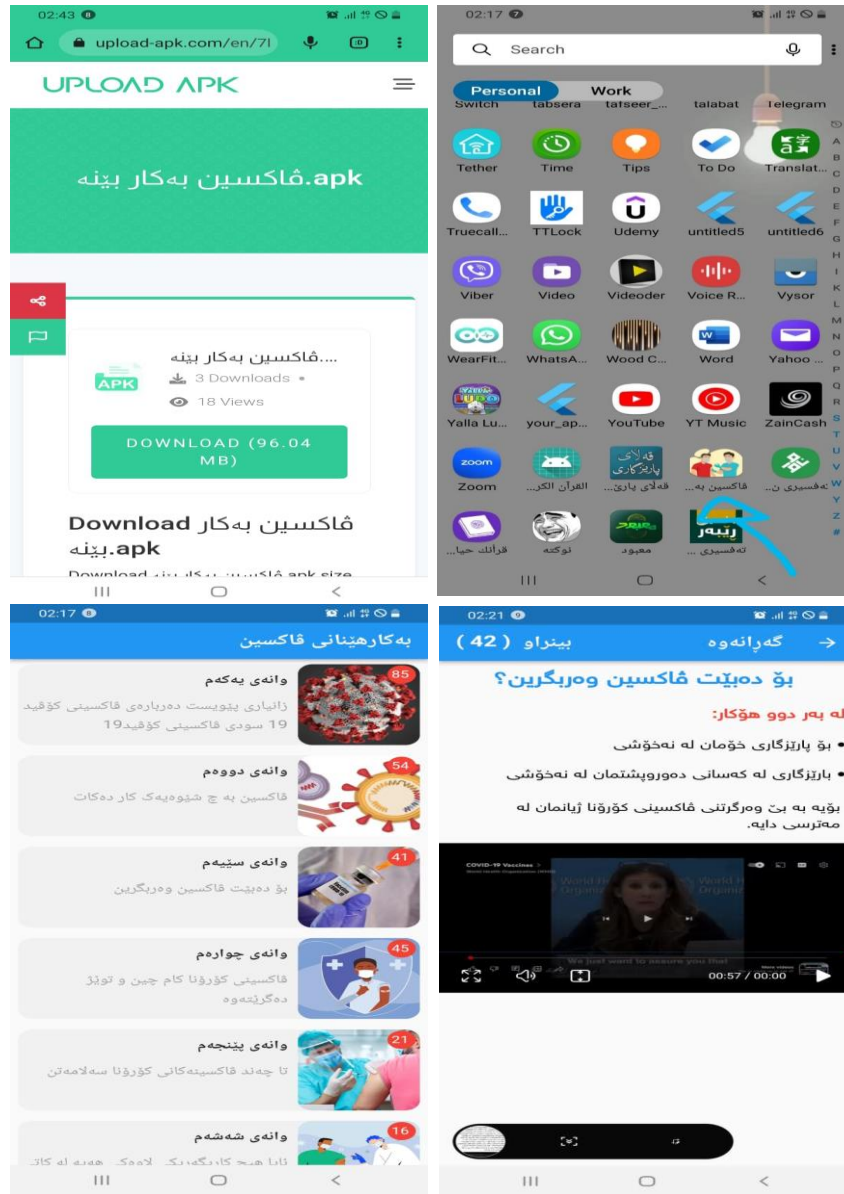 02:43
upload-apk.com/en/7l
UPLOAD APK
ڤاکسین بەکار بێنە.apk
ڤاکسین بەکار بێنە....
3 Downloads •
18 Views
APK
DOWNLOAD (96.04
MB)
Download ڤاکسین بەکار
بێنە.apk
02:17
Search
Personal
Work
Switch
tabsera
tafseer_...
talabat
Telegram
Tether
Time
Tips
To Do
Translat...
Truecall...
TTLock
Udemy
untitled5
untitled6
Viber
Video
Videoder
Voice R...
Vysor
WearFit...
WhatsA...
Wood C...
Word
Yahoo ...
Yalla Lu...
your_ap...
YouTube
YT Music
ZainCash
zoom
قەڵای
پارێزگاری
Zoom
القرآن الكر...
قەڵای پارێ...
ڤاکسین بە...
تەفسیری ن...
معبود
ڕێبەر
قرآنك حيا...
نوکتە
معبود
تەفسیری ...
A
B
C
D
E
F
G
H
I
K
L
M
N
O
P
Q
R
S
T
U
V
W
Y
Z
#
02:17
بەکارهێنانی ڤاکسین
وانەی یەکەم
85
زانیاری پێویست دەربارەی ڤاکسینی کۆڤید
19 سودی ڤاکسینی کۆڤید19
وانەی دووەم
54
ڤاکسین بە چ شێوەیەک کار دەکات
وانەی سێیەم
41
بۆ دەبێت ڤاکسین وەربگرین
وانەی چوارەم
45
ڤاکسینی کۆرۆنا کام چین و توێژ
دەگرێتەوە
وانەی پێنجەم
21
تا چەند ڤاکسینەکانی کۆرۆنا سەلامەتن
وانەی شەشەم
16
02:21
گەڕانەوە
بینراو ( 42 )
بۆ دەبێت ڤاکسین وەربگرین؟
لە بەر دوو هۆکار:
• بۆ پارێزگاری خۆمان لە نەخۆشی
• بارێزگاری لە کەسانی دەوروپشتمان لە نەخۆشی
بۆیە بە بێ وەرگرتنی ڤاکسینی کۆرۆنا ژیانمان لە
مەترسی دایە.
COVID-19 Vaccines
We just want to assure you that
More videos
00:57 / 00:00